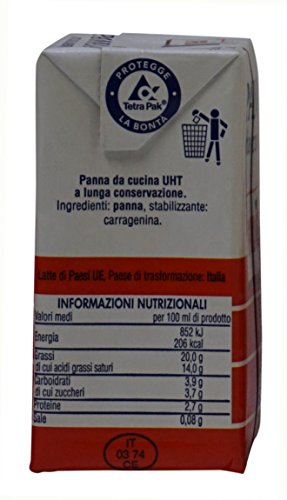 PROTEGGE
Tetra Pak®
LA BONTÀ
Panna da cucina UHT
a lunga conservazione.
Ingredienti: panna, stabilizzante:
carragenina.
Latte di Paesi UE, Paese di trasformazione: Italia
INFORMAZIONI NUTRIZIONALI
Valori medi per 100 ml di prodotto
Energia 852 kJ
206 kcal
Grassi 20,0 g
di cui acidi grassi saturi 14,0 g
Carboidrati 3,9 g
di cui zuccheri 3,7 g
Proteine 2,7 g
Sale 0,08 g
IT
03 74
CE